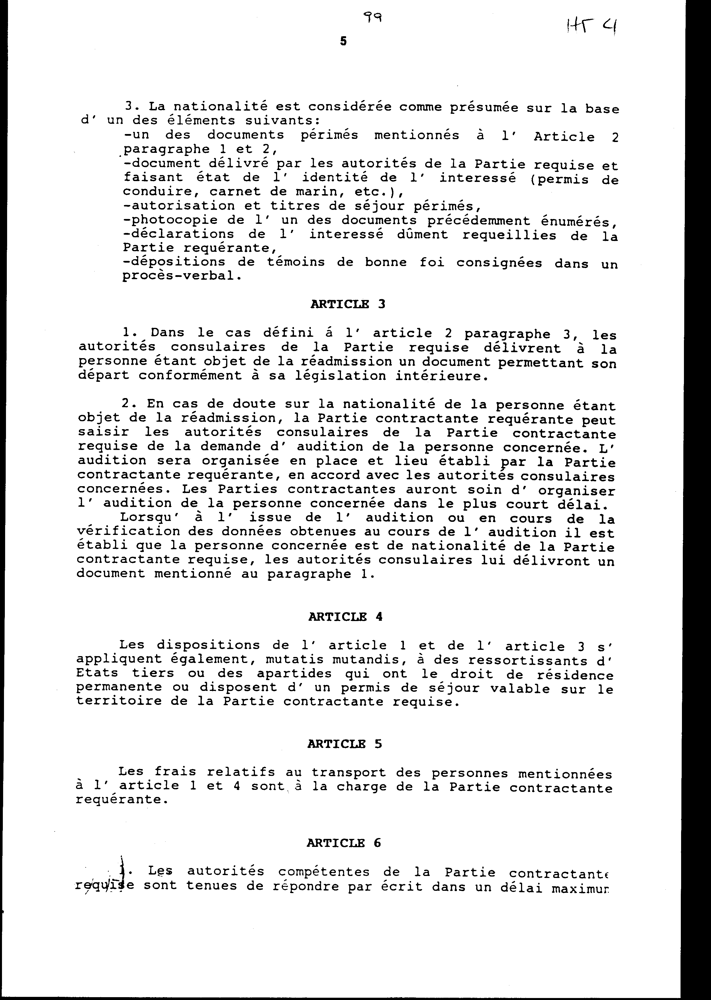 99
HT 4
5
3. La nationalité est considérée comme présumée sur la base
d' un des éléments suivants:
-un des documents périmés mentionnés à l' Article 2
paragraphe 1 et 2,
-document délivré par les autorités de la Partie requise et
faisant état de l' identité de l' interessé (permis de
conduire, carnet de marin, etc.),
-autorisation et titres de séjour périmés,
-photocopie de l' un des documents précédemment énumérés,
-déclarations de l' interessé dûment requeillies de la
Partie requérante,
-dépositions de témoins de bonne foi consignées dans un
procès-verbal.
ARTICLE 3
1. Dans le cas défini á l' article 2 paragraphe 3, les
autorités consulaires de la Partie requise délivrent à la
personne étant objet de la réadmission un document permettant son
départ conformément à sa législation intérieure.
2. En cas de doute sur la nationalité de la personne étant
objet de la réadmission, la Partie contractante requérante peut
saisir les autorités consulaires de la Partie contractante
requise de la demande d' audition de la personne concernée. L'
audition sera organisée en place et lieu établi par la Partie
contractante requérante, en accord avec les autorités consulaires
concernées. Les Parties contractantes auront soin d' organiser
l' audition de la personne concernée dans le plus court délai.
Lorsqu' à l' issue de l' audition ou en cours de la
vérification des données obtenues au cours de l' audition il est
établi que la personne concernée est de nationalité de la Partie
contractante requise, les autorités consulaires lui délivront un
document mentionné au paragraphe 1.
ARTICLE 4
Les dispositions de l' article 1 et de l' article 3 s'
appliquent également, mutatis mutandis, à des ressortissants d'
Etats tiers ou des apartides qui ont le droit de résidence
permanente ou disposent d' un permis de séjour valable sur le
territoire de la Partie contractante requise.
ARTICLE 5
Les frais relatifs au transport des personnes mentionnées
à l' article 1 et 4 sont à la charge de la Partie contractante
requérante.
ARTICLE 6
1. Les autorités compétentes de la Partie contractante
requise sont tenues de répondre par écrit dans un délai maximum